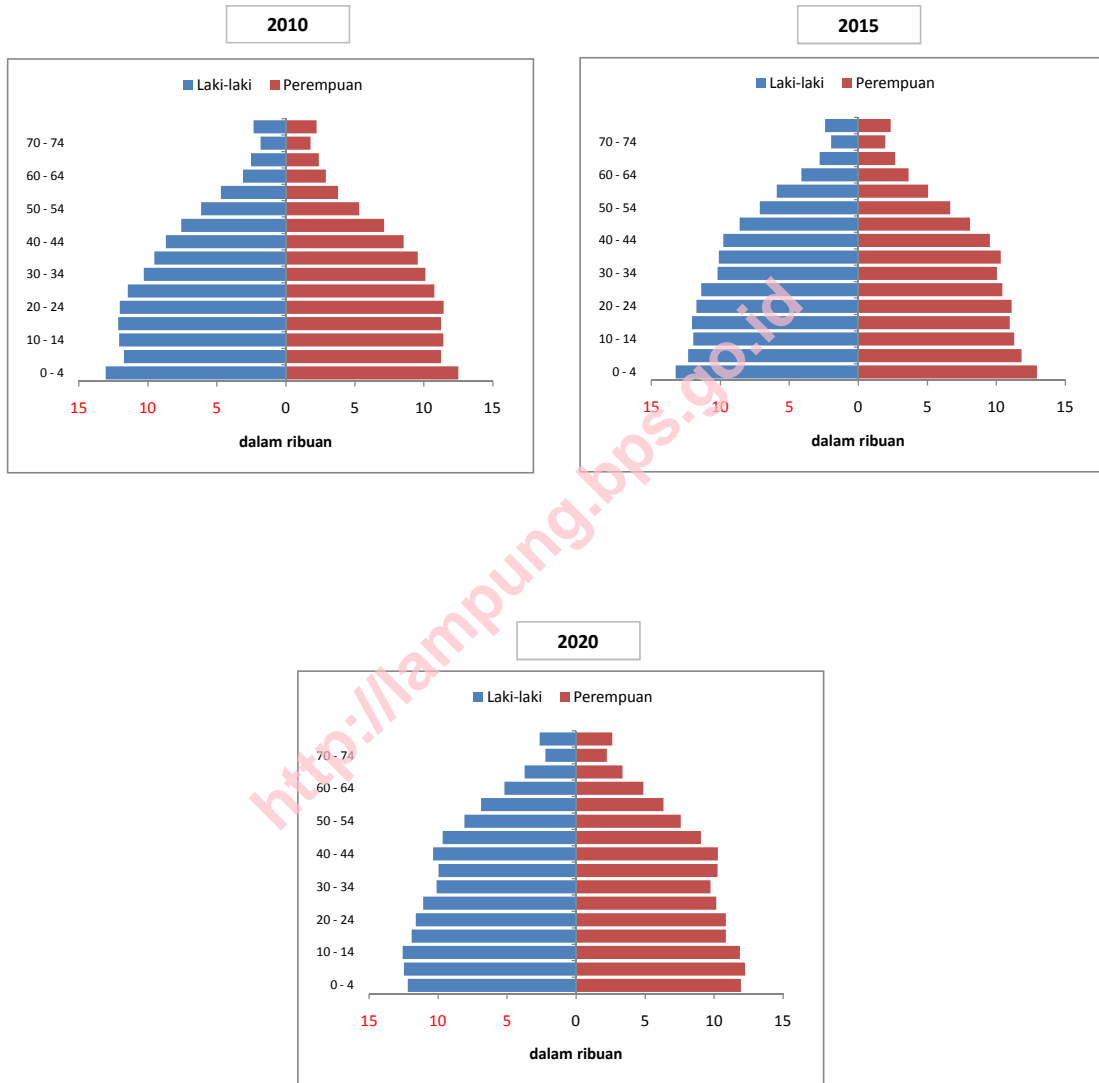 2010
Laki-laki Perempuan
70 - 74
60 - 64
50 - 54
40 - 44
30 - 34
20 - 24
10 - 14
0 - 4
15 10 5 0 5 10 15
dalam ribuan
2015
Laki-laki Perempuan
70 - 74
60 - 64
50 - 54
40 - 44
30 - 34
20 - 24
10 - 14
0 - 4
15 10 5 0 5 10 15
dalam ribuan
2020
Laki-laki Perempuan
70 - 74
60 - 64
50 - 54
40 - 44
30 - 34
20 - 24
10 - 14
0 - 4
15 10 5 0 5 10 15
dalam ribuan
http://lampung.bps.go.id